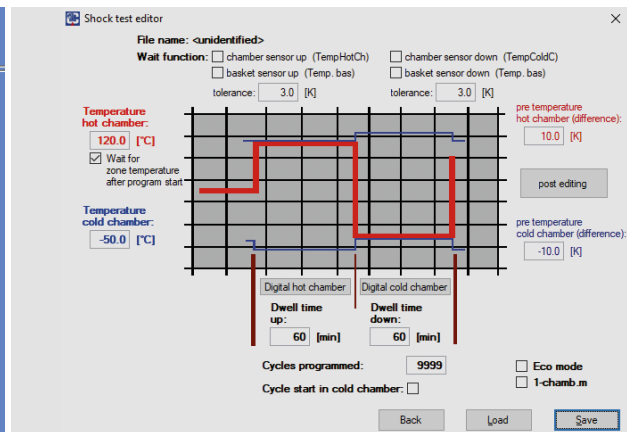 Shock test editor
File name: <unidentified>
Wait function: chamber sensor up (TempHotCh) chamber sensor down (TempColdC)
basket sensor up (Temp. bas) basket sensor down (Temp. bas)
tolerance: 3.0 [K] tolerance: 3.0 [K]
Temperature
hot chamber:
120.0 [°C]
Wait for
zone temperature
after program start
Temperature
cold chamber:
-50.0 [°C]
pre temperature
hot chamber (difference):
10.0 [K]
post editing
pre temperature
cold chamber (difference):
-10.0 [K]
Digital hot chamber Digital cold chamber
Dwell time
up:
60 [min]
Dwell time
down:
60 [min]
Cycles programmed: 9999
Cycle start in cold chamber:
Eco mode
1-chamb.m
Back Load Save